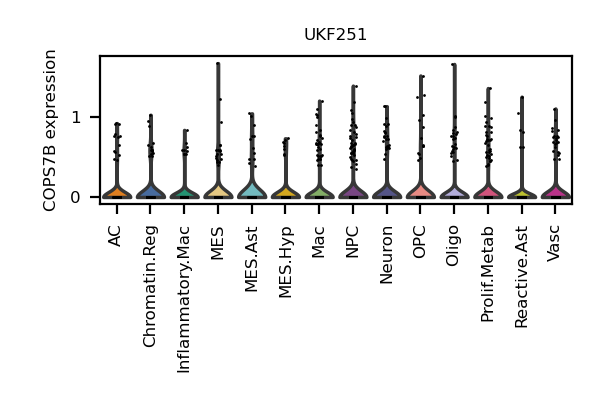 UKF251
COPS7B expression
1
0
AC
Chromatin.Reg
Inflammatory.Mac
MES
MES.Ast
MES.Hyp
Mac
NPC
Neuron
OPC
Oligo
Prolif.Metab
Reactive.Ast
Vasc